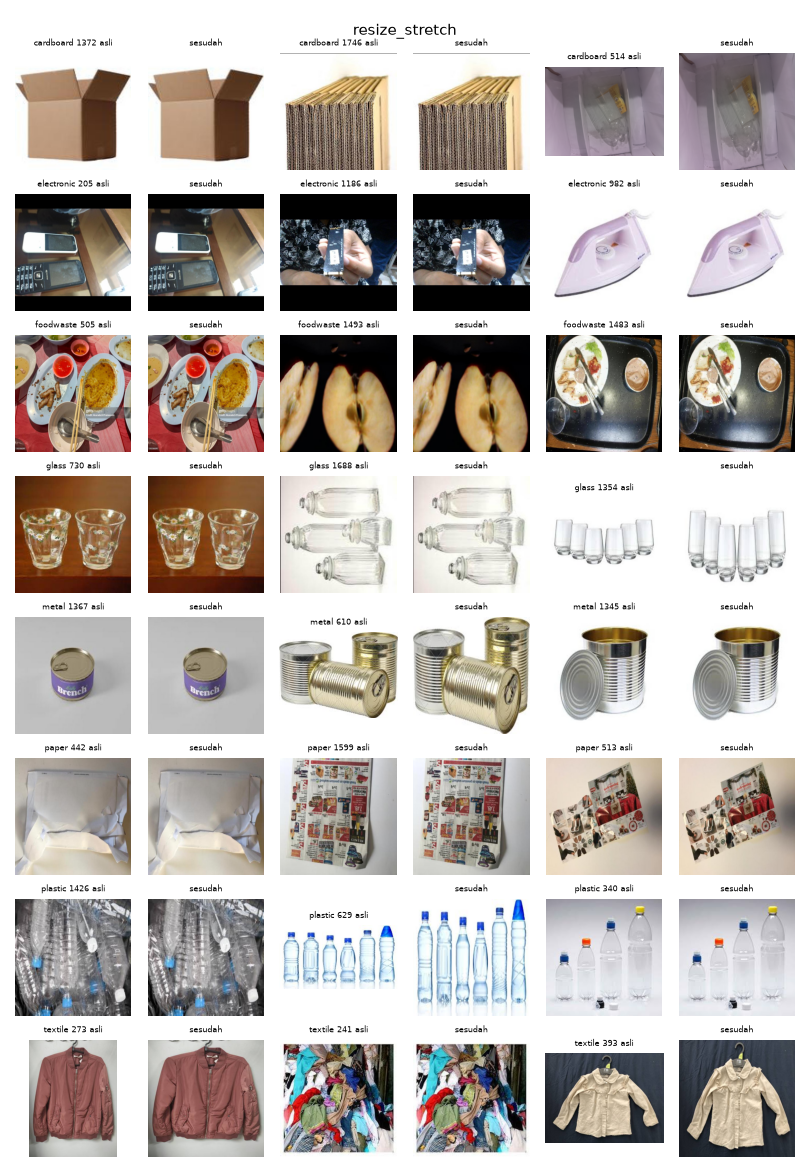 resize_stretch
cardboard 1372 asli
sesudah
cardboard 1746 asli
sesudah
cardboard 514 asli
sesudah
electronic 205 asli
sesudah
electronic 1186 asli
sesudah
electronic 982 asli
sesudah
foodwaste 505 asli
sesudah
foodwaste 1493 asli
sesudah
foodwaste 1483 asli
sesudah
glass 730 asli
sesudah
glass 1688 asli
sesudah
glass 1354 asli
sesudah
metal 1367 asli
sesudah
metal 610 asli
sesudah
metal 1345 asli
sesudah
Brench
Brench
paper 442 asli
sesudah
paper 1599 asli
sesudah
paper 513 asli
sesudah
plastic 1426 asli
sesudah
plastic 629 asli
sesudah
plastic 340 asli
sesudah
textile 273 asli
sesudah
textile 241 asli
sesudah
textile 393 asli
sesudah